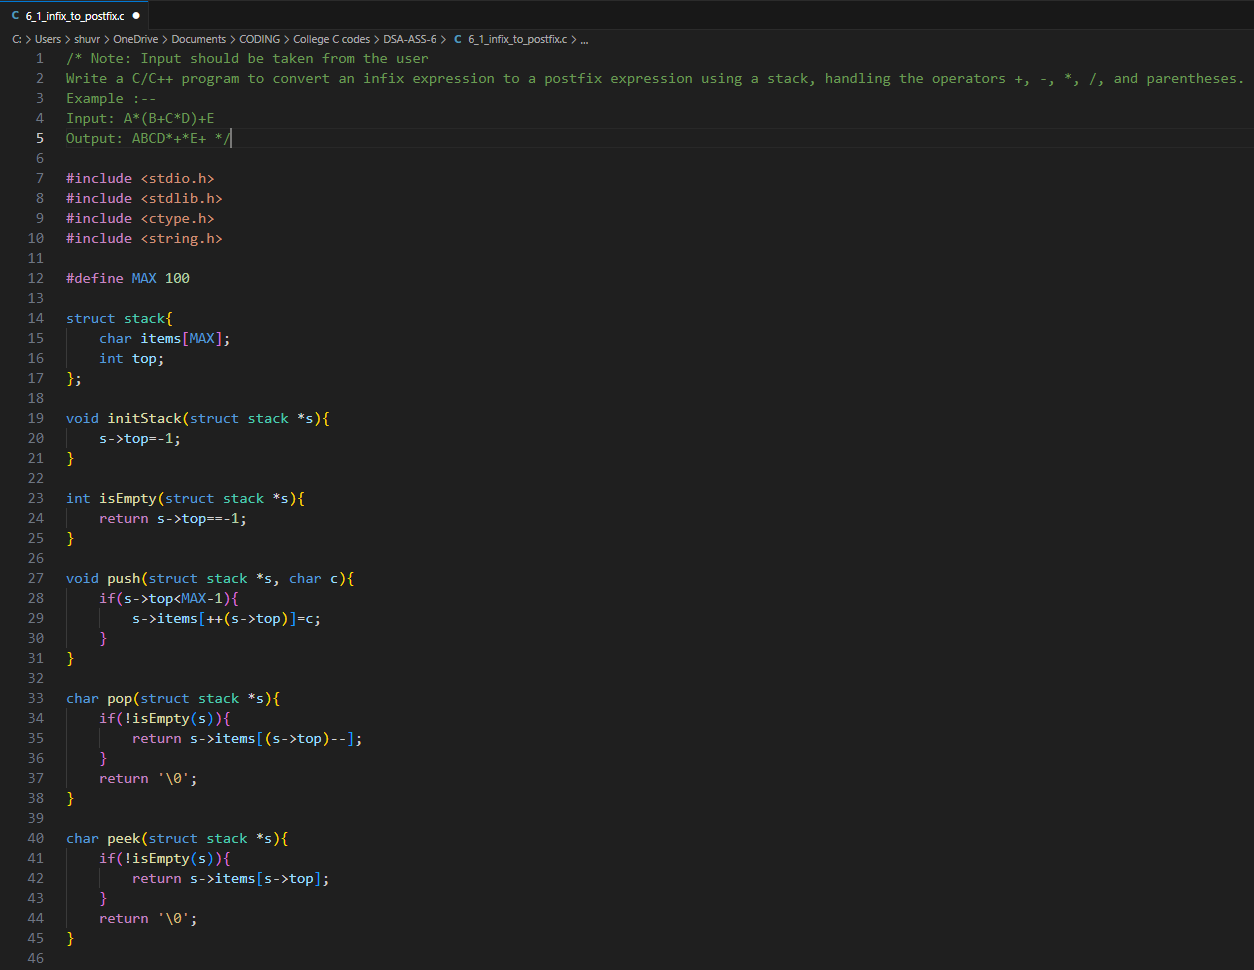 C 6_1_infix_to_postfix.c ●
C: > Users > shuvr > OneDrive > Documents > CODING > College C codes > DSA-ASS-6 > C 6_1_infix_to_postfix.c > ...
1 /* Note: Input should be taken from the user
2 Write a C/C++ program to convert an infix expression to a postfix expression using a stack, handling the operators +, -, *, /, and parentheses.
3 Example :--
4 Input: A*(B+C*D)+E
5 Output: ABCD*+*E+ */
6
7 #include <stdio.h>
8 #include <stdlib.h>
9 #include <ctype.h>
10 #include <string.h>
11
12 #define MAX 100
13
14 struct stack{
15     char items[MAX];
16     int top;
17 };
18
19 void initStack(struct stack *s){
20     s->top=-1;
21 }
22
23 int isEmpty(struct stack *s){
24     return s->top==-1;
25 }
26
27 void push(struct stack *s, char c){
28     if(s->top<MAX-1){
29         s->items[++(s->top)]=c;
30     }
31 }
32
33 char pop(struct stack *s){
34     if(!isEmpty(s)){
35         return s->items[(s->top)--];
36     }
37     return '\0';
38 }
39
40 char peek(struct stack *s){
41     if(!isEmpty(s)){
42         return s->items[s->top];
43     }
44     return '\0';
45 }
46